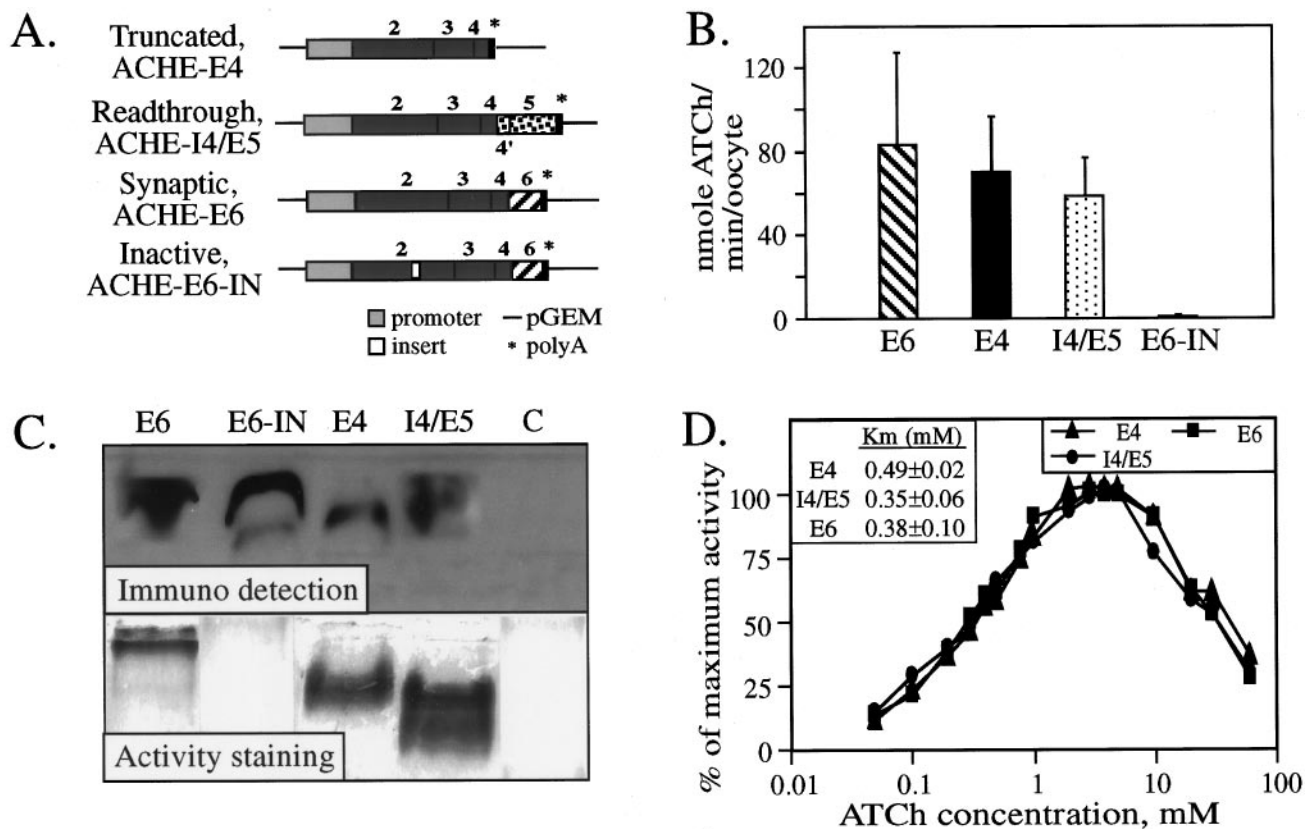 A.
2 3 4 *
Truncated,
ACHE-E4
2 3 4 5 *
Readthrough,
ACHE-I4/E5
4'
2 3 4 6 *
Synaptic,
ACHE-E6
2 3 4 6 *
Inactive,
ACHE-E6-IN
promoter — pGEM
insert * polyA
B.
nmole ATCh/
min/oocyte
120
80
40
0
E6 E4 I4/E5 E6-IN
C.
E6 E6-IN E4 I4/E5 C
Immuno detection
Activity staining
D.
Km (mM)
E4 0.49±0.02
I4/E5 0.35±0.06
E6 0.38±0.10
E4 E6
I4/E5
% of maximum activity
100
75
50
25
0
0.01 0.1 1 10 100
ATCh concentration, mM